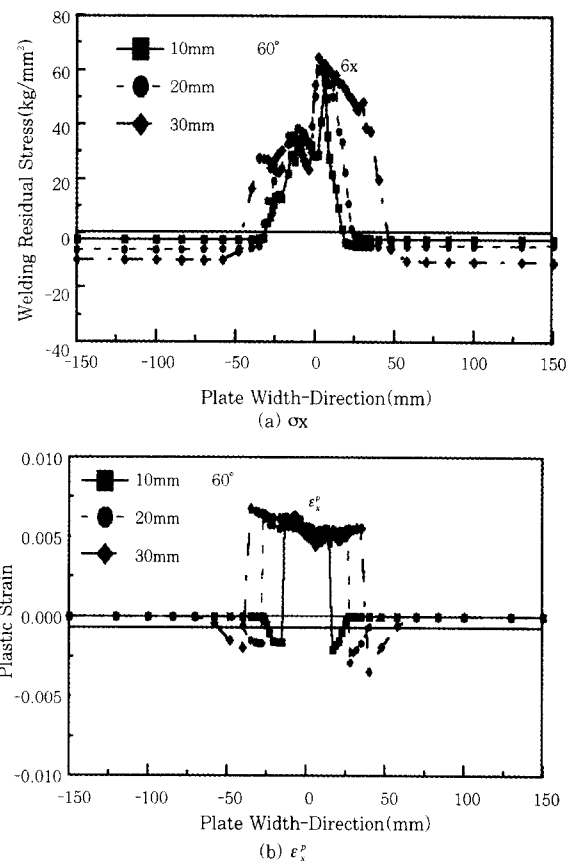 80
10mm 60°
6x
60
20mm
40
30mm
20
0
-20
-40
Welding Residual Stress(kg/mm²)
-150 -100 -50 0 50 100 150
Plate Width-Direction(mm)
(a) σx
0.010
10mm 60°
εₓᵖ
20mm
0.005
30mm
0.000
-0.005
-0.010
Plastic Strain
-150 -100 -50 0 50 100 150
Plate Width-Direction(mm)
(b) εₓᵖ